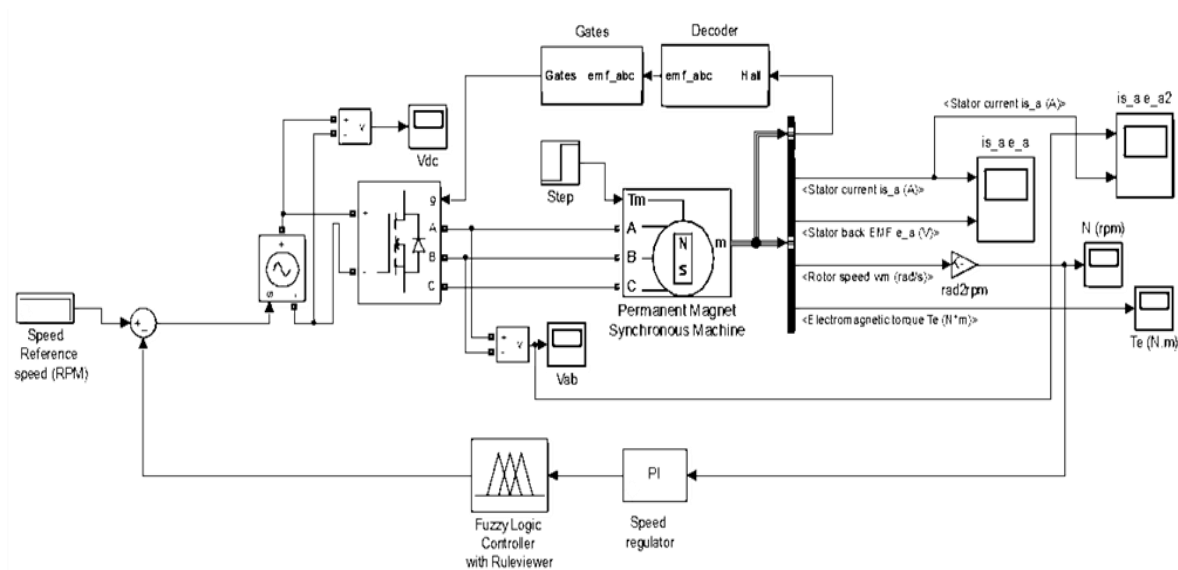 Gates
Decoder
Gates emf_abc
emf_abc Hall
<Stator current is_a (A)>
is_a e_a2
Vdc
v
is_a e_a
Step
g
A
B
C
Tm
A
B
C
N
S
m
<Stator current is_a (A)>
<Stator back EMF e_a (V)>
N (rpm)
K-
<Rotor speed wm (rad/s)>
rad2rpm
Permanent Magnet
Synchronous Machine
<Electromagnetic torque Te (N*m)>
Te (N.m)
Speed
Reference
speed (RPM)
v
Vab
PI
Fuzzy Logic
Controller
with Ruleviewer
Speed
regulator